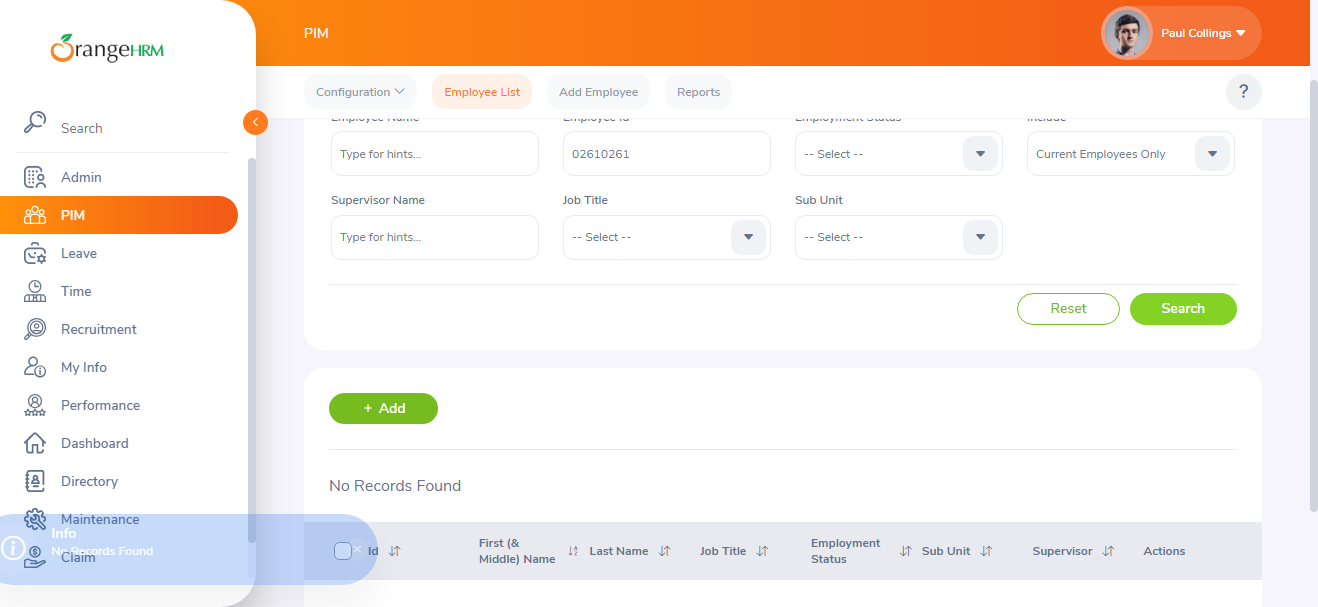 OrangeHRM
PIM
Paul Collings
Configuration
Employee List
Add Employee
Reports
?
Search
Admin
PIM
Leave
Time
Recruitment
My Info
Performance
Dashboard
Directory
Maintenance
Claim
Employee Name
Employee Id
Employment Status
Include
Type for hints...
02610261
-- Select --
Current Employees Only
Supervisor Name
Job Title
Sub Unit
Type for hints...
-- Select --
-- Select --
Reset
Search
+ Add
No Records Found
Id
First (&
Middle) Name
Last Name
Job Title
Employment
Status
Sub Unit
Supervisor
Actions
Info
No Records Found